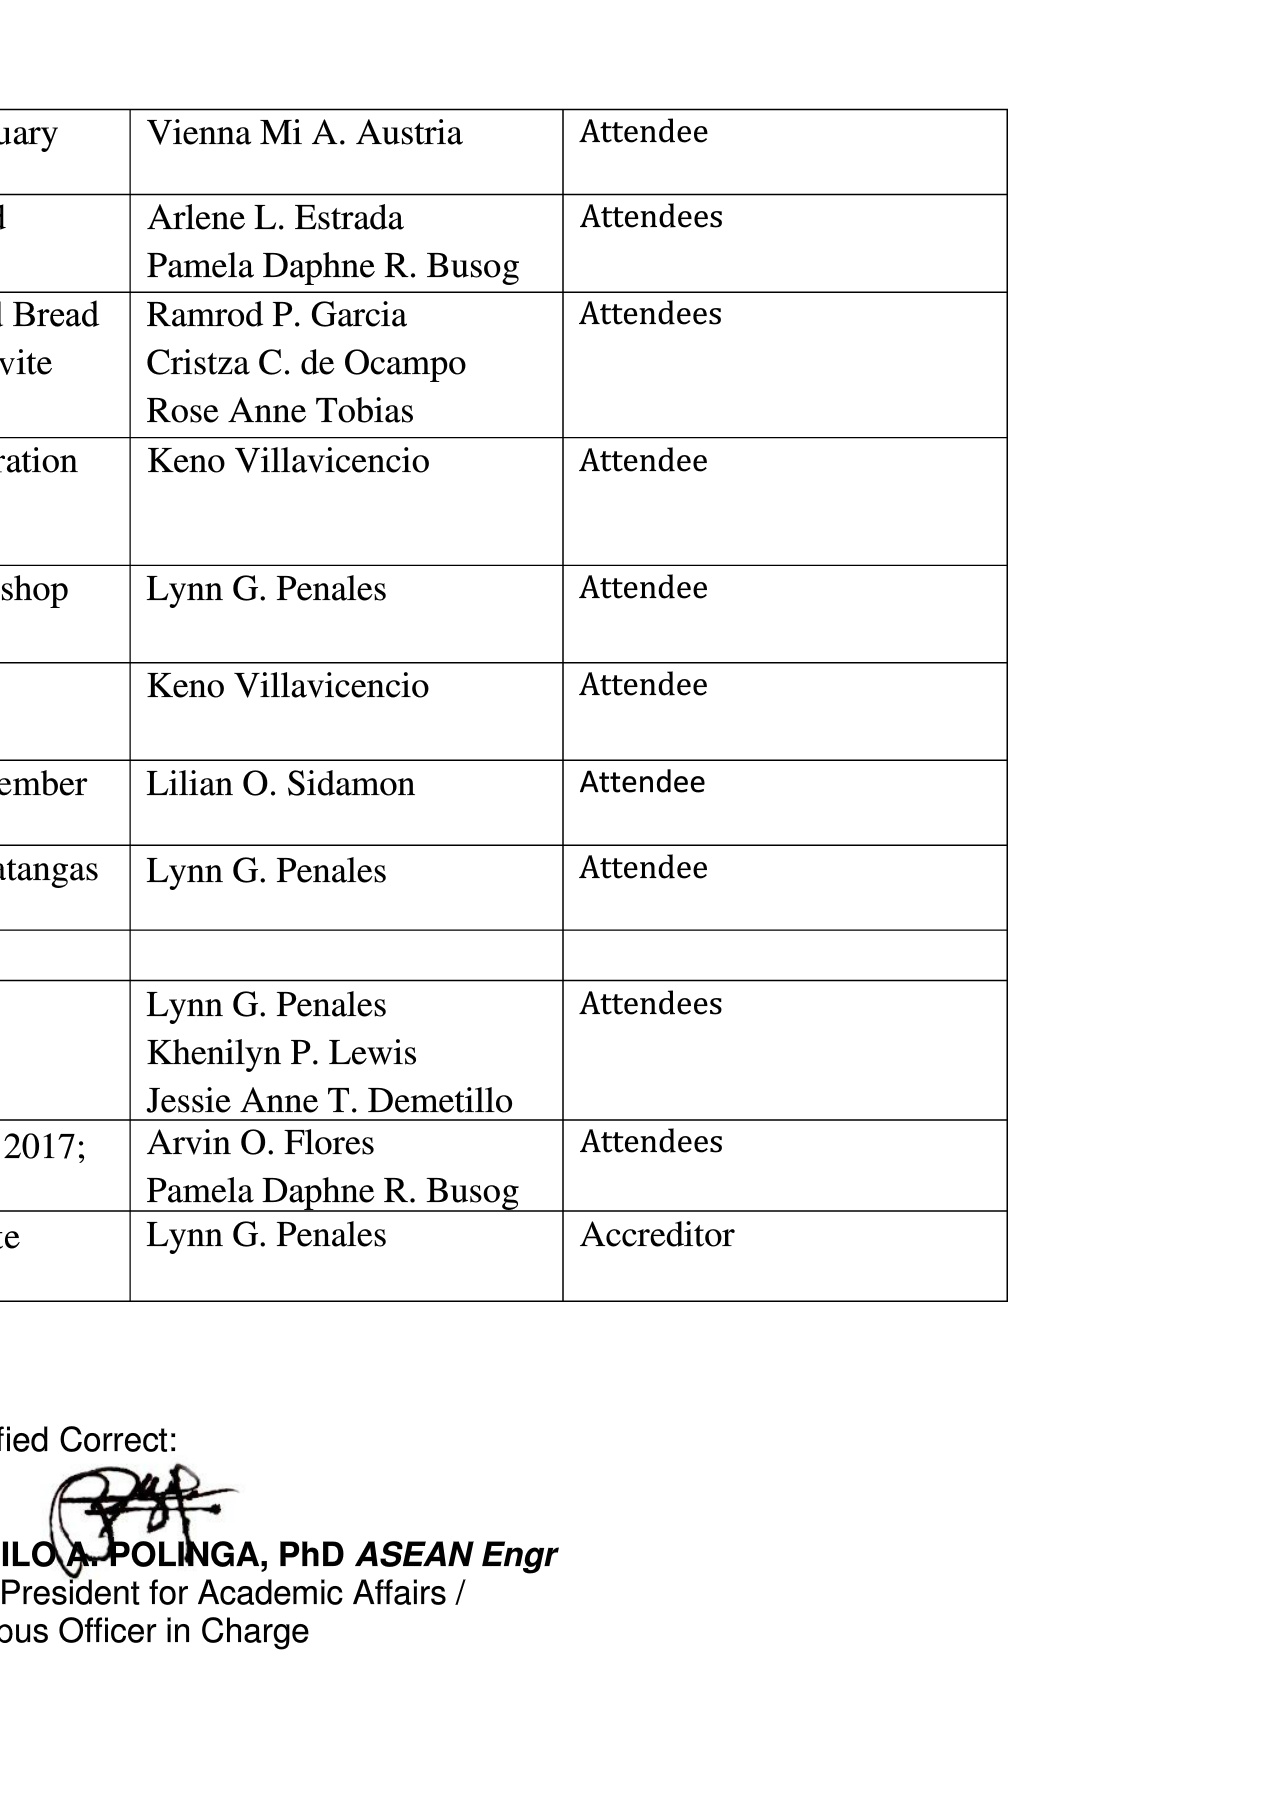 uary Vienna Mi A. Austria Attendee
d Arlene L. Estrada Attendees
Pamela Daphne R. Busog
d Bread Ramrod P. Garcia Attendees
vite Cristza C. de Ocampo
Rose Anne Tobias
ration Keno Villavicencio Attendee
shop Lynn G. Penales Attendee
Keno Villavicencio Attendee
ember Lilian O. Sidamon Attendee
atangas Lynn G. Penales Attendee
Lynn G. Penales Attendees
Khenilyn P. Lewis
Jessie Anne T. Demetillo
2017; Arvin O. Flores Attendees
Pamela Daphne R. Busog
te Lynn G. Penales Accreditor
fied Correct:
ILO A. POLINGA, PhD ASEAN Engr
President for Academic Affairs /
pus Officer in Charge